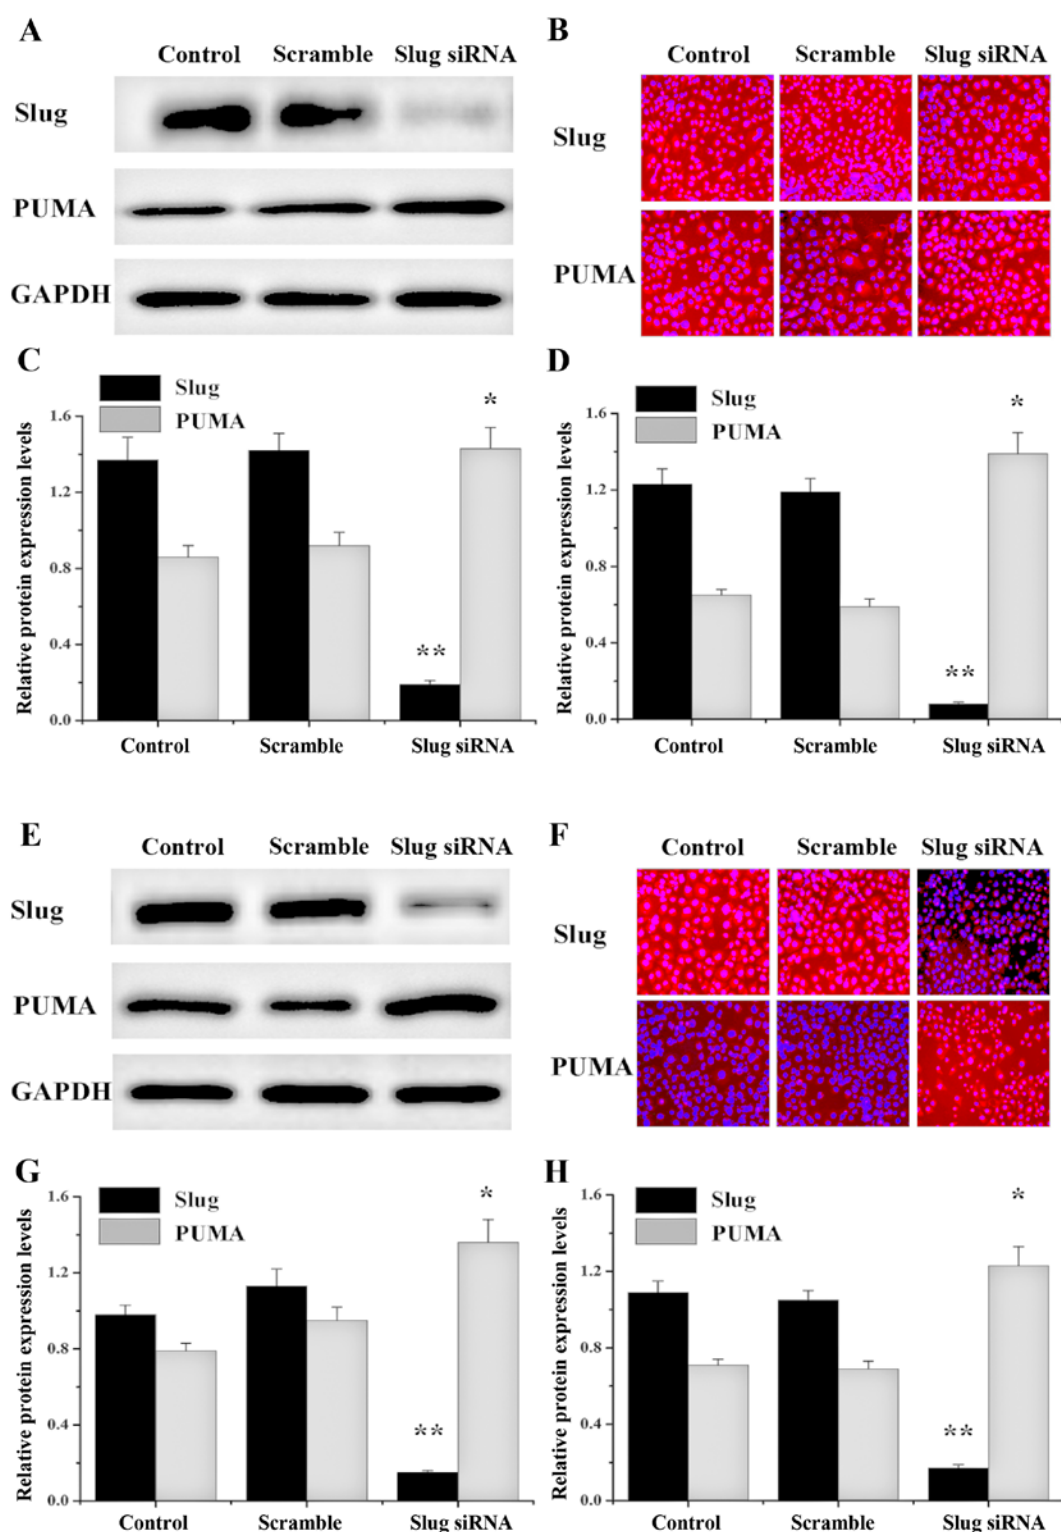 A
Control Scramble Slug siRNA
Slug
PUMA
GAPDH
B
Control Scramble Slug siRNA
Slug
PUMA
C
Slug
PUMA
*
**
Relative protein expression levels
1.6
1.2
0.8
0.4
0.0
Control Scramble Slug siRNA
D
Slug
PUMA
*
**
Relative protein expression levels
1.6
1.2
0.8
0.4
0.0
Control Scramble Slug siRNA
E
Control Scramble Slug siRNA
Slug
PUMA
GAPDH
F
Control Scramble Slug siRNA
Slug
PUMA
G
Slug
PUMA
*
**
Relative protein expression levels
1.6
1.2
0.8
0.4
0.0
Control Scramble Slug siRNA
H
Slug
PUMA
*
**
Relative protein expression levels
1.6
1.2
0.8
0.4
0.0
Control Scramble Slug siRNA